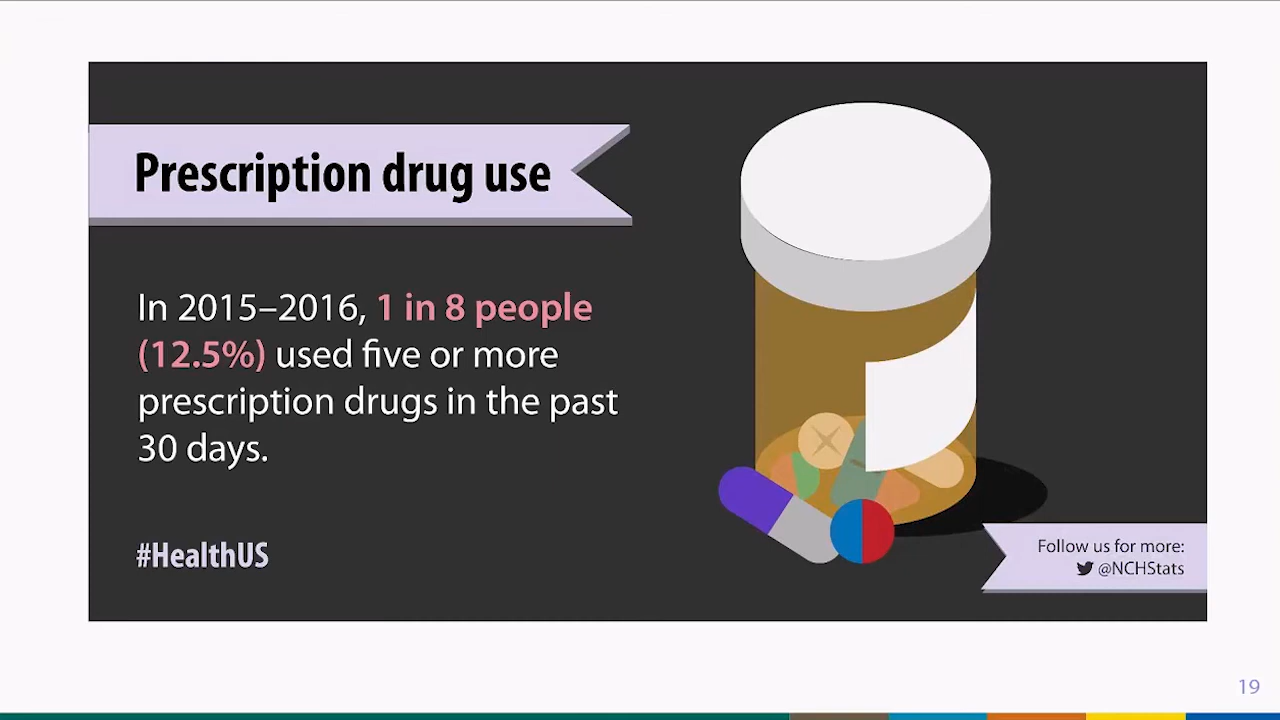 Prescription drug use
In 2015–2016, 1 in 8 people
(12.5%) used five or more
prescription drugs in the past
30 days.
#HealthUS
Follow us for more:
@NCHStats
19